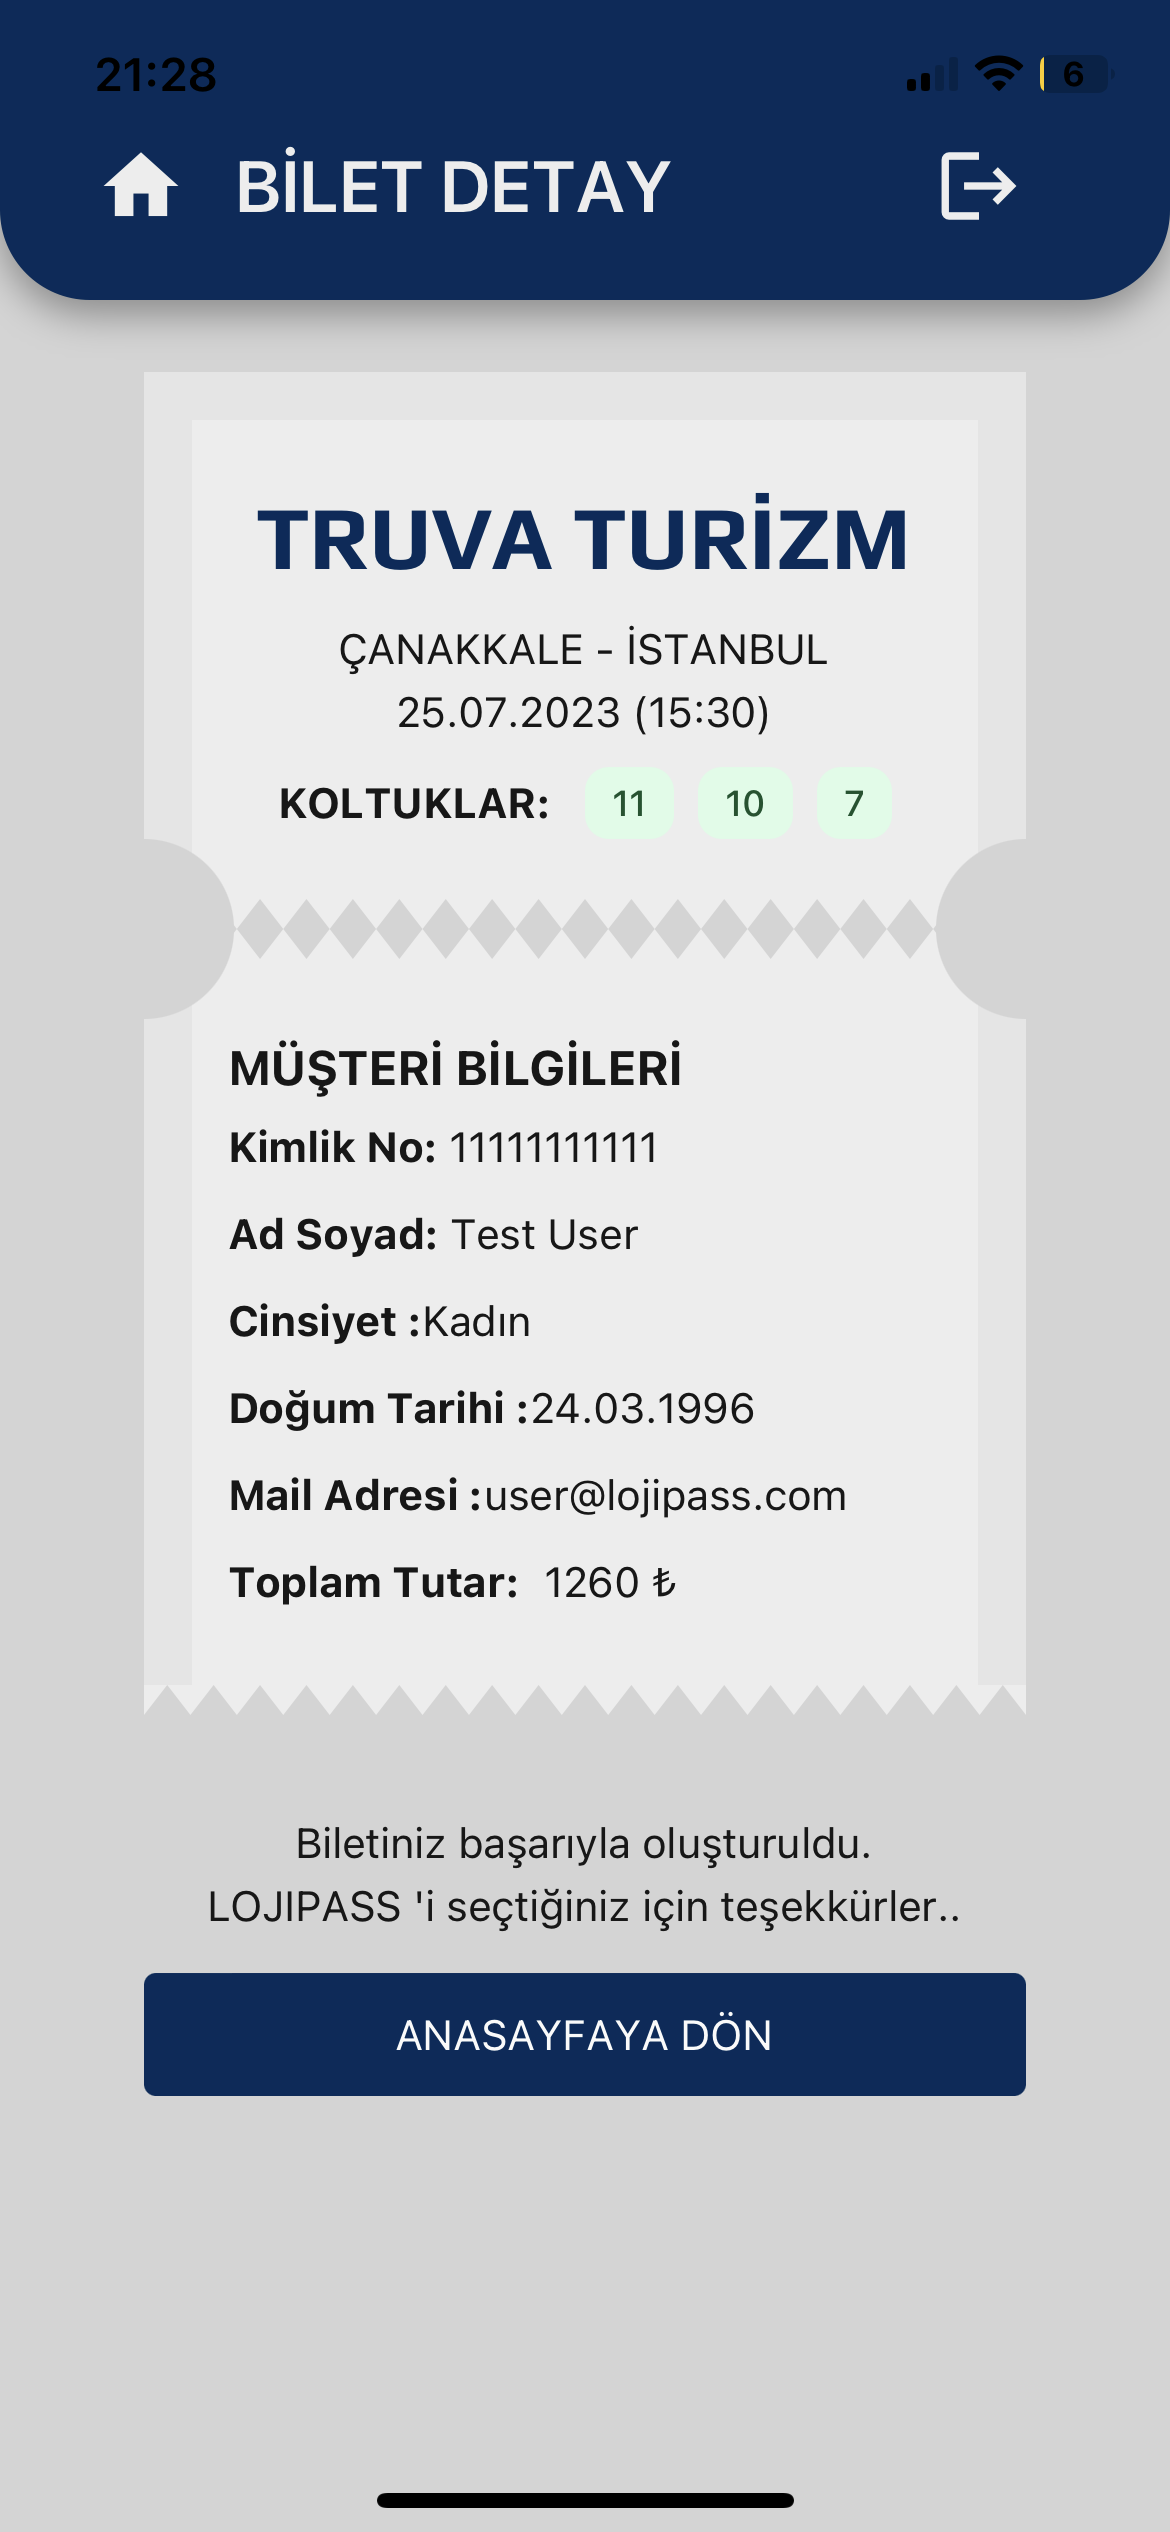 21:28
6
BİLET DETAY
TRUVA TURİZM
ÇANAKKALE - İSTANBUL
25.07.2023 (15:30)
KOLTUKLAR: 11 10 7
MÜŞTERİ BİLGİLERİ
Kimlik No: 11111111111
Ad Soyad: Test User
Cinsiyet :Kadın
Doğum Tarihi :24.03.1996
Mail Adresi :user@lojipass.com
Toplam Tutar: 1260 ₺
Biletiniz başarıyla oluşturuldu.
LOJIPASS 'i seçtiğiniz için teşekkürler..
ANASAYFAYA DÖN